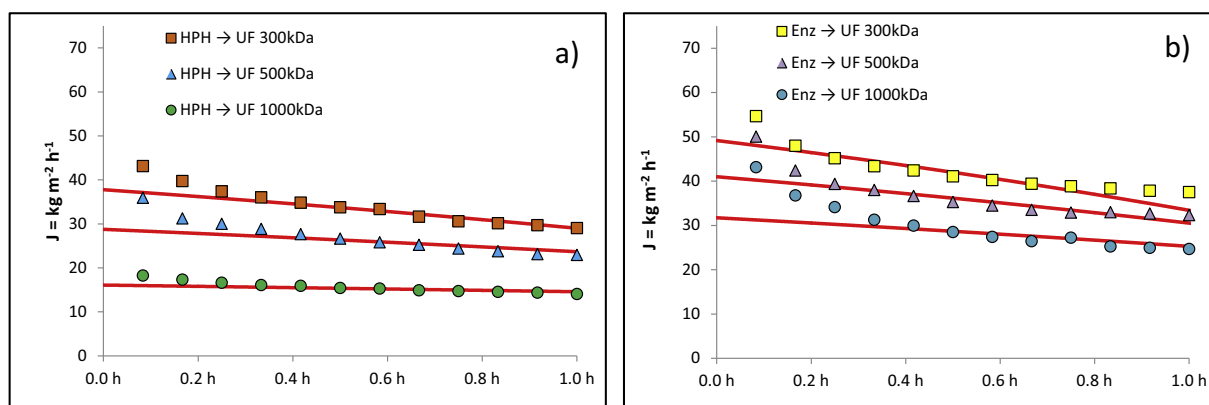 a)
HPH → UF 300kDa
HPH → UF 500kDa
HPH → UF 1000kDa
J = kg m⁻² h⁻¹
70
60
50
40
30
20
10
0
0.0 h 0.2 h 0.4 h 0.6 h 0.8 h 1.0 h
b)
Enz → UF 300kDa
Enz → UF 500kDa
Enz → UF 1000kDa
J = kg m⁻² h⁻¹
70
60
50
40
30
20
10
0
0.0 h 0.2 h 0.4 h 0.6 h 0.8 h 1.0 h